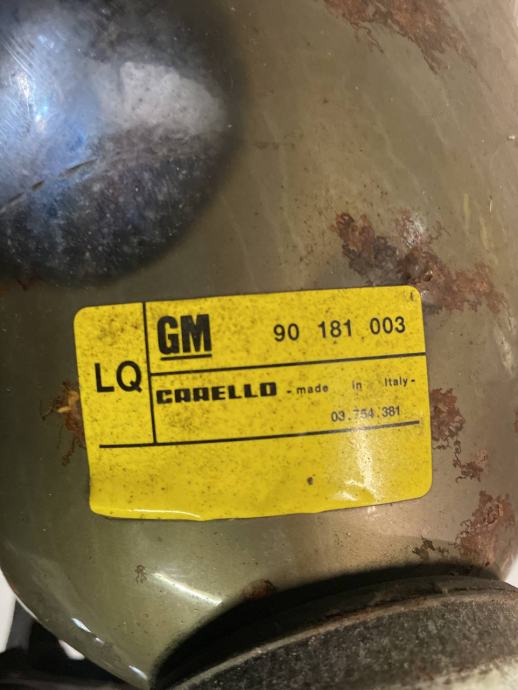 LQ
GM 90 181 003
CARELLO - made in Italy -
03.754.381